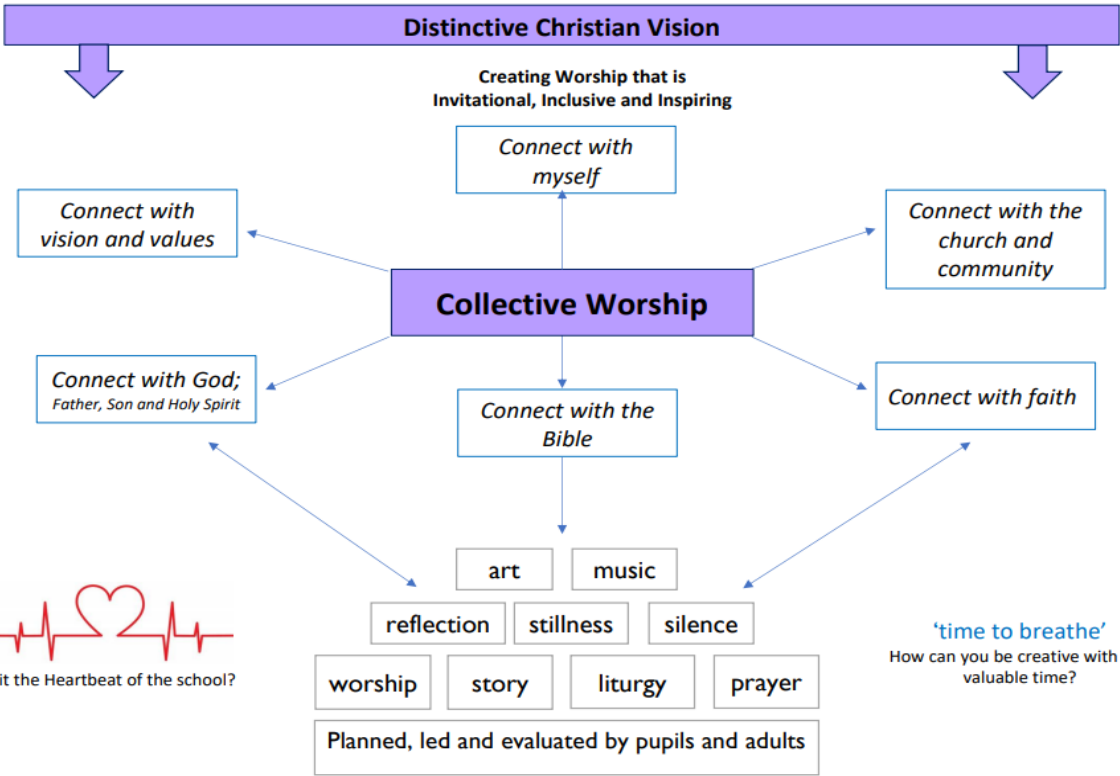 Distinctive Christian Vision
Creating Worship that is
Invitational, Inclusive and Inspiring
Connect with
myself
Connect with
vision and values
Connect with the
church and
community
Collective Worship
Connect with God;
Father, Son and Holy Spirit
Connect with the
Bible
Connect with faith
art
music
reflection
stillness
silence
worship
story
liturgy
prayer
Planned, led and evaluated by pupils and adults
it the Heartbeat of the school?
‘time to breathe’
How can you be creative with
valuable time?